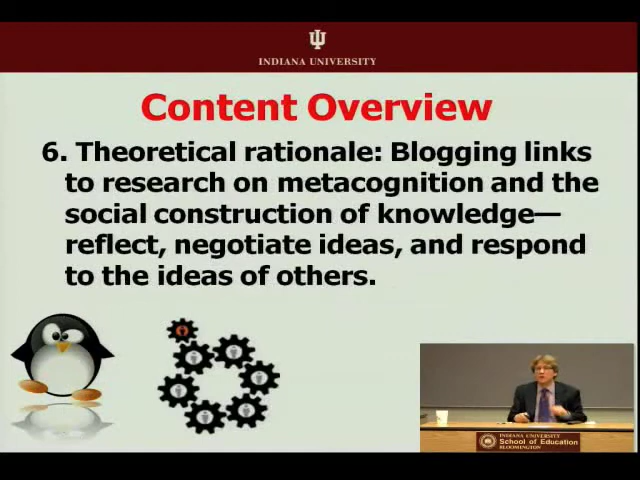 INDIANA UNIVERSITY
Content Overview
6. Theoretical rationale: Blogging links
to research on metacognition and the
social construction of knowledge—
reflect, negotiate ideas, and respond
to the ideas of others.
INDIANA UNIVERSITY
School of Education
BLOOMINGTON